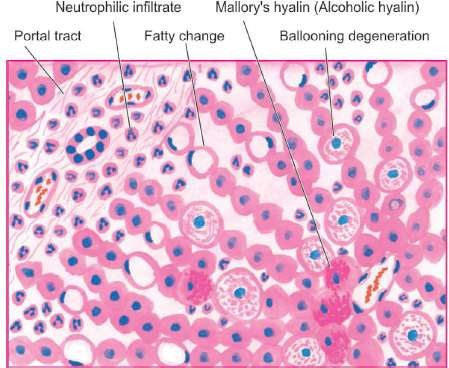 Neutrophilic infiltrate
Mallory's hyalin (Alcoholic hyalin)
Portal tract
Fatty change
Ballooning degeneration